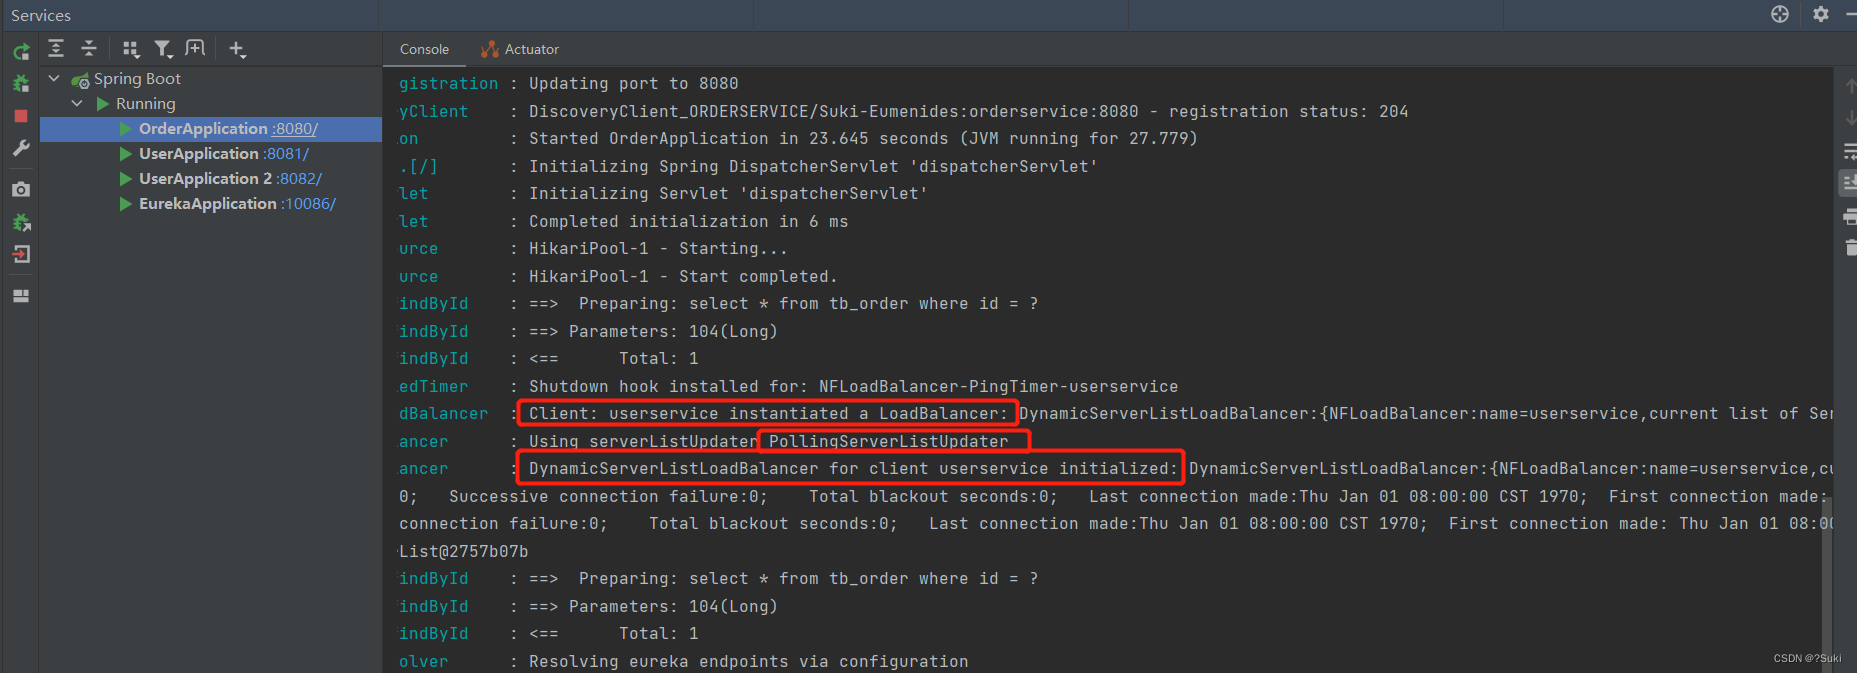 Services
Spring Boot
Running
OrderApplication :8080/
UserApplication :8081/
UserApplication 2 :8082/
EurekaApplication :10086/
Console Actuator
gistration : Updating port to 8080
yClient : DiscoveryClient_ORDERSERVICE/Suki-Eumenides:orderservice:8080 - registration status: 204
on : Started OrderApplication in 23.645 seconds (JVM running for 27.779)
.[/] : Initializing Spring DispatcherServlet 'dispatcherServlet'
let : Initializing Servlet 'dispatcherServlet'
let : Completed initialization in 6 ms
urce : HikariPool-1 - Starting...
urce : HikariPool-1 - Start completed.
indById : ==>  Preparing: select * from tb_order where id = ?
indById : ==> Parameters: 104(Long)
indById : <==      Total: 1
edTimer : Shutdown hook installed for: NFLoadBalancer-PingTimer-userservice
dBalancer : Client: userservice instantiated a LoadBalancer: DynamicServerListLoadBalancer:{NFLoadBalancer:name=userservice,current list of Ser
ancer : Using serverListUpdater PollingServerListUpdater
ancer : DynamicServerListLoadBalancer for client userservice initialized: DynamicServerListLoadBalancer:{NFLoadBalancer:name=userservice,cu
0;   Successive connection failure:0;    Total blackout seconds:0;   Last connection made:Thu Jan 01 08:00:00 CST 1970;  First connection made:
connection failure:0;    Total blackout seconds:0;   Last connection made:Thu Jan 01 08:00:00 CST 1970;  First connection made: Thu Jan 01 08:00
List@2757b07b
indById : ==>  Preparing: select * from tb_order where id = ?
indById : ==> Parameters: 104(Long)
indById : <==      Total: 1
olver : Resolving eureka endpoints via configuration
CSDN @?Suki